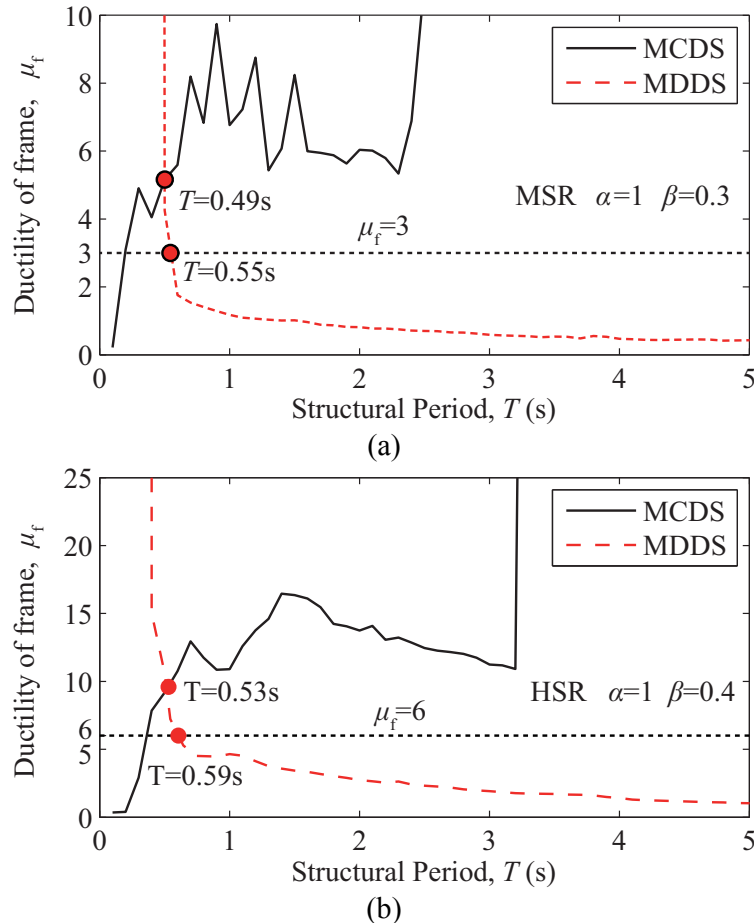 10
8
6
4
3
2
0
Ductility of frame, μf
MCDS
MDDS
T=0.49s
MSR α=1 β=0.3
μf=3
T=0.55s
0 1 2 3 4 5
Structural Period, T (s)
(a)
25
20
15
10
6
5
0
Ductility of frame, μf
MCDS
MDDS
T=0.53s
HSR α=1 β=0.4
μf=6
T=0.59s
0 1 2 3 4 5
Structural Period, T (s)
(b)